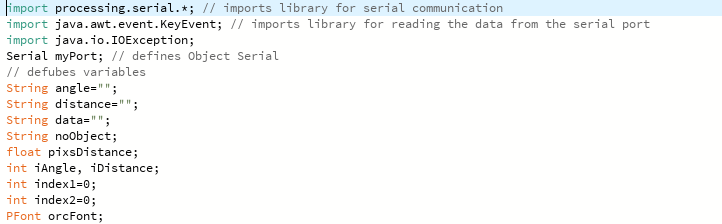 import processing.serial.*; // imports library for serial communication
import java.awt.event.KeyEvent; // imports library for reading the data from the serial port
import java.io.IOException;
Serial myPort; // defines Object Serial
// defubes variables
String angle="";
String distance="";
String data="";
String noObject;
float pixsDistance;
int iAngle, iDistance;
int index1=0;
int index2=0;
PFont orcFont;